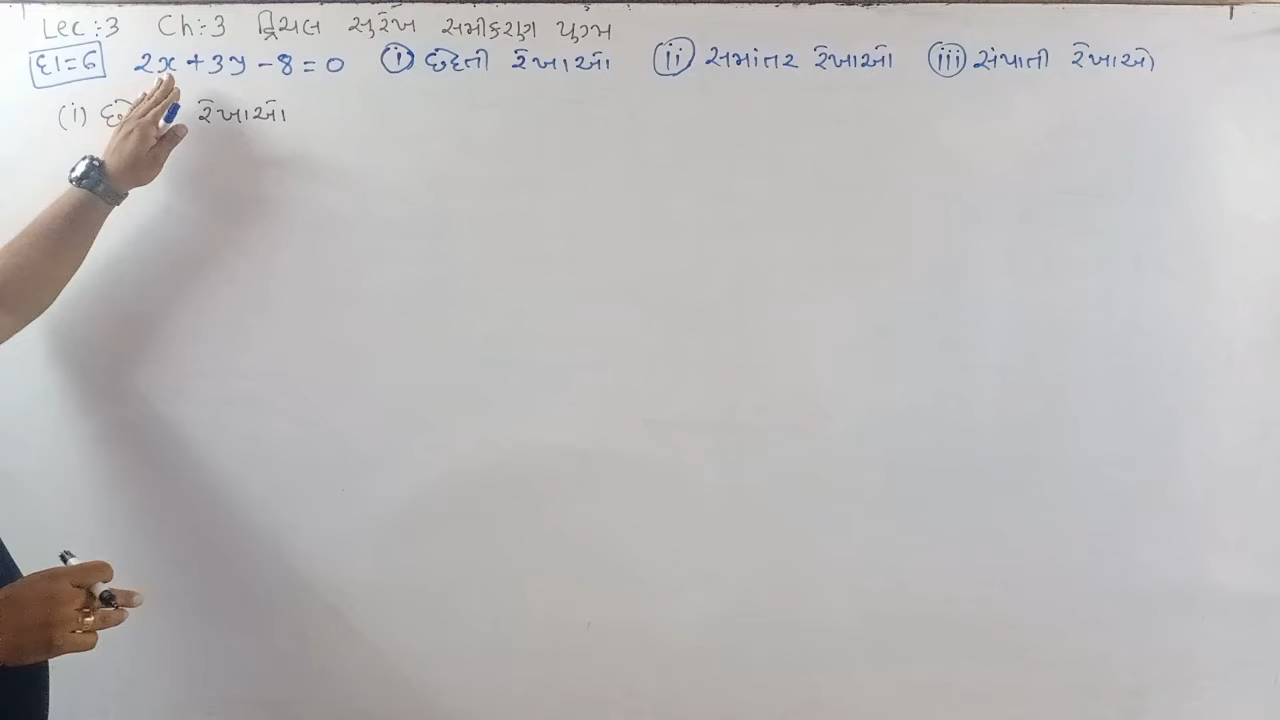 Lec:3 Ch:3 દ્વિચલ સુરેખ સમીકરણ યુગ્મ
દા=6 2x+3y-8=0 (i) છેદતી રેખાઓ (ii) સમાંતર રેખાઓ (iii) સંપાતી રેખાઓ
(i) રેખાઓ